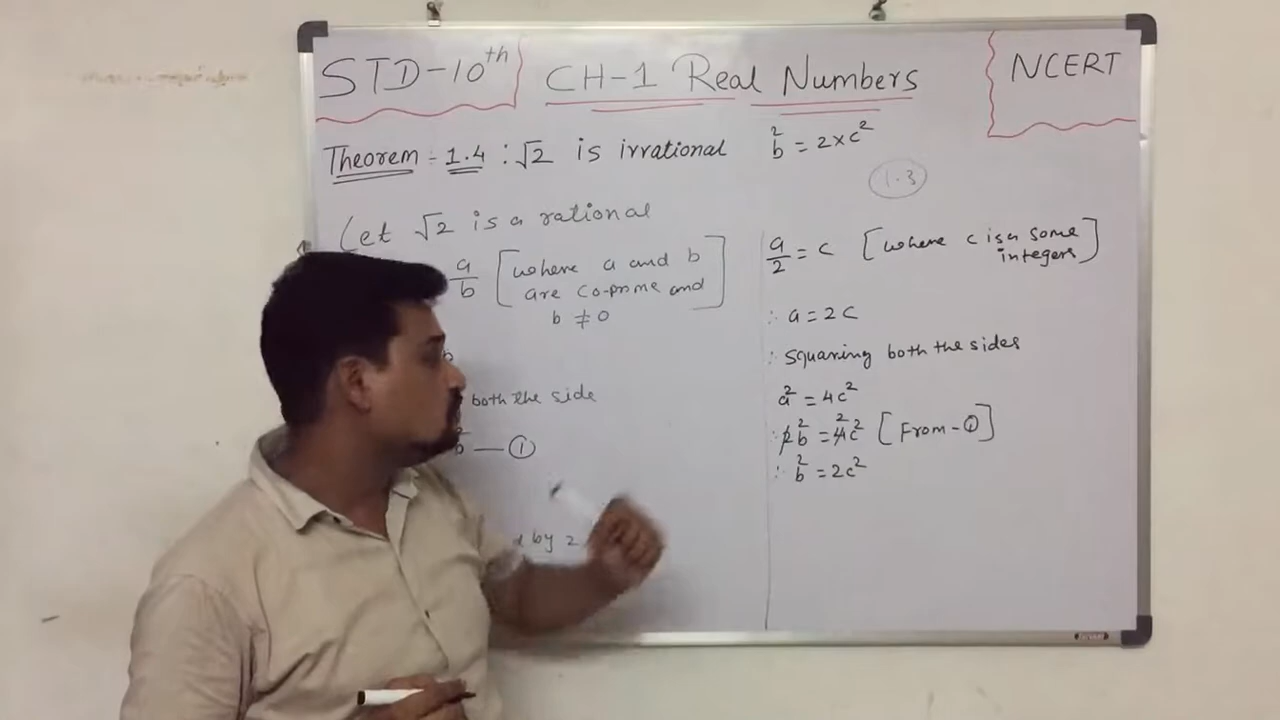 STD-10th
CH-1 Real Numbers
NCERT
Theorem ÷ 1.4 : √2 is irrational
b² = 2×c²
1.3
Let √2 is a rational
a/b [where a and b
are co-prime and
b ≠ 0]
b
both the side
b² — ①
by 2
a/2 = c [where c is a some
integers]
∴ a = 2c
∴ squaring both the sides
a² = 4c²
∴ 2b² = 4²c² [From - ①]
∴ b² = 2c²